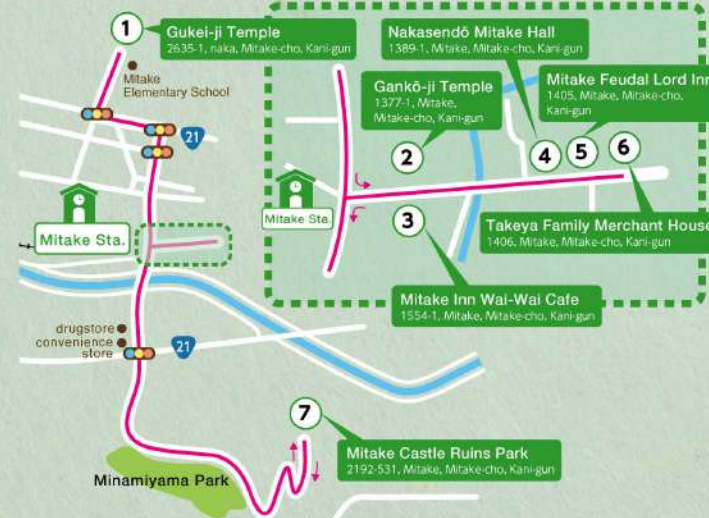 1
Gukei-ji Temple
2635-1, naka, Mitake-cho, Kani-gun
Mitake
Elementary School
21
Mitake Sta.
drugstore
convenience
store
21
Minamiyama Park
7
Mitake Castle Ruins Park
2192-531, Mitake, Mitake-cho, Kani-gun
Nakasendō Mitake Hall
1389-1, Mitake, Mitake-cho, Kani-gun
Gankō-ji Temple
1377-1, Mitake,
Mitake-cho, Kani-gun
Mitake Feudal Lord Inn
1405, Mitake, Mitake-cho,
Kani-gun
2
4
5
6
Mitake Sta.
3
Takeya Family Merchant House
1406, Mitake, Mitake-cho, Kani-gun
Mitake Inn Wai-Wai Cafe
1554-1, Mitake, Mitake-cho, Kani-gun